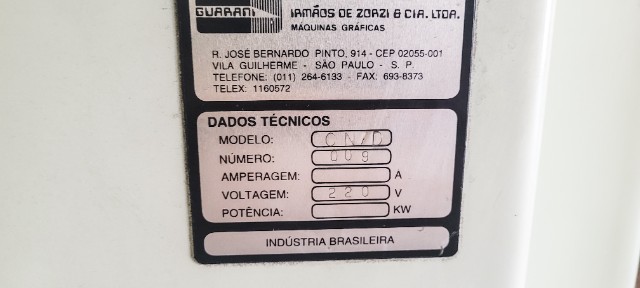 GUARANI
IRMÃOS DE ZORZI & CIA. LTDA.
MÁQUINAS GRÁFICAS
R. JOSÉ BERNARDO PINTO, 914 - CEP 02055-001
VILA GUILHERME - SÃO PAULO - S. P.
TELEFONE: (011) 264-6133 - FAX: 693-8373
TELEX: 1160572
DADOS TÉCNICOS
MODELO: CN/D
NÚMERO: 009
AMPERAGEM: A
VOLTAGEM: 220 V
POTÊNCIA: KW
INDÚSTRIA BRASILEIRA